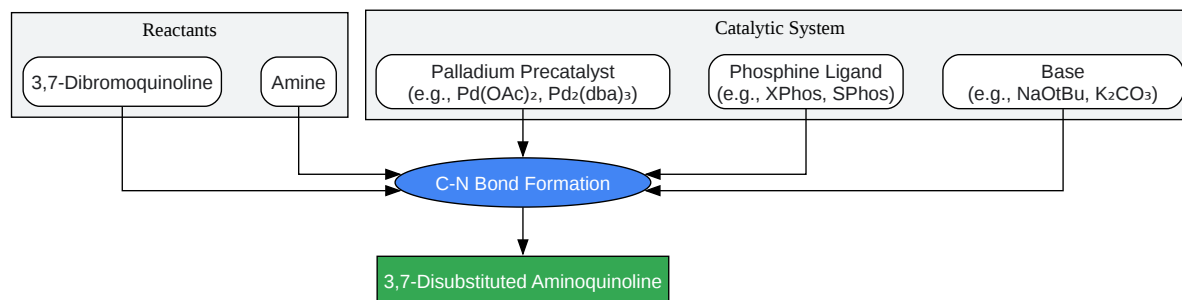 Reactants
Catalytic System
3,7-Dibromoquinoline
Amine
Palladium Precatalyst
(e.g., Pd(OAc)₂, Pd₂(dba)₃)
Phosphine Ligand
(e.g., XPhos, SPhos)
Base
(e.g., NaOtBu, K₂CO₃)
C-N Bond Formation
3,7-Disubstituted Aminoquinoline